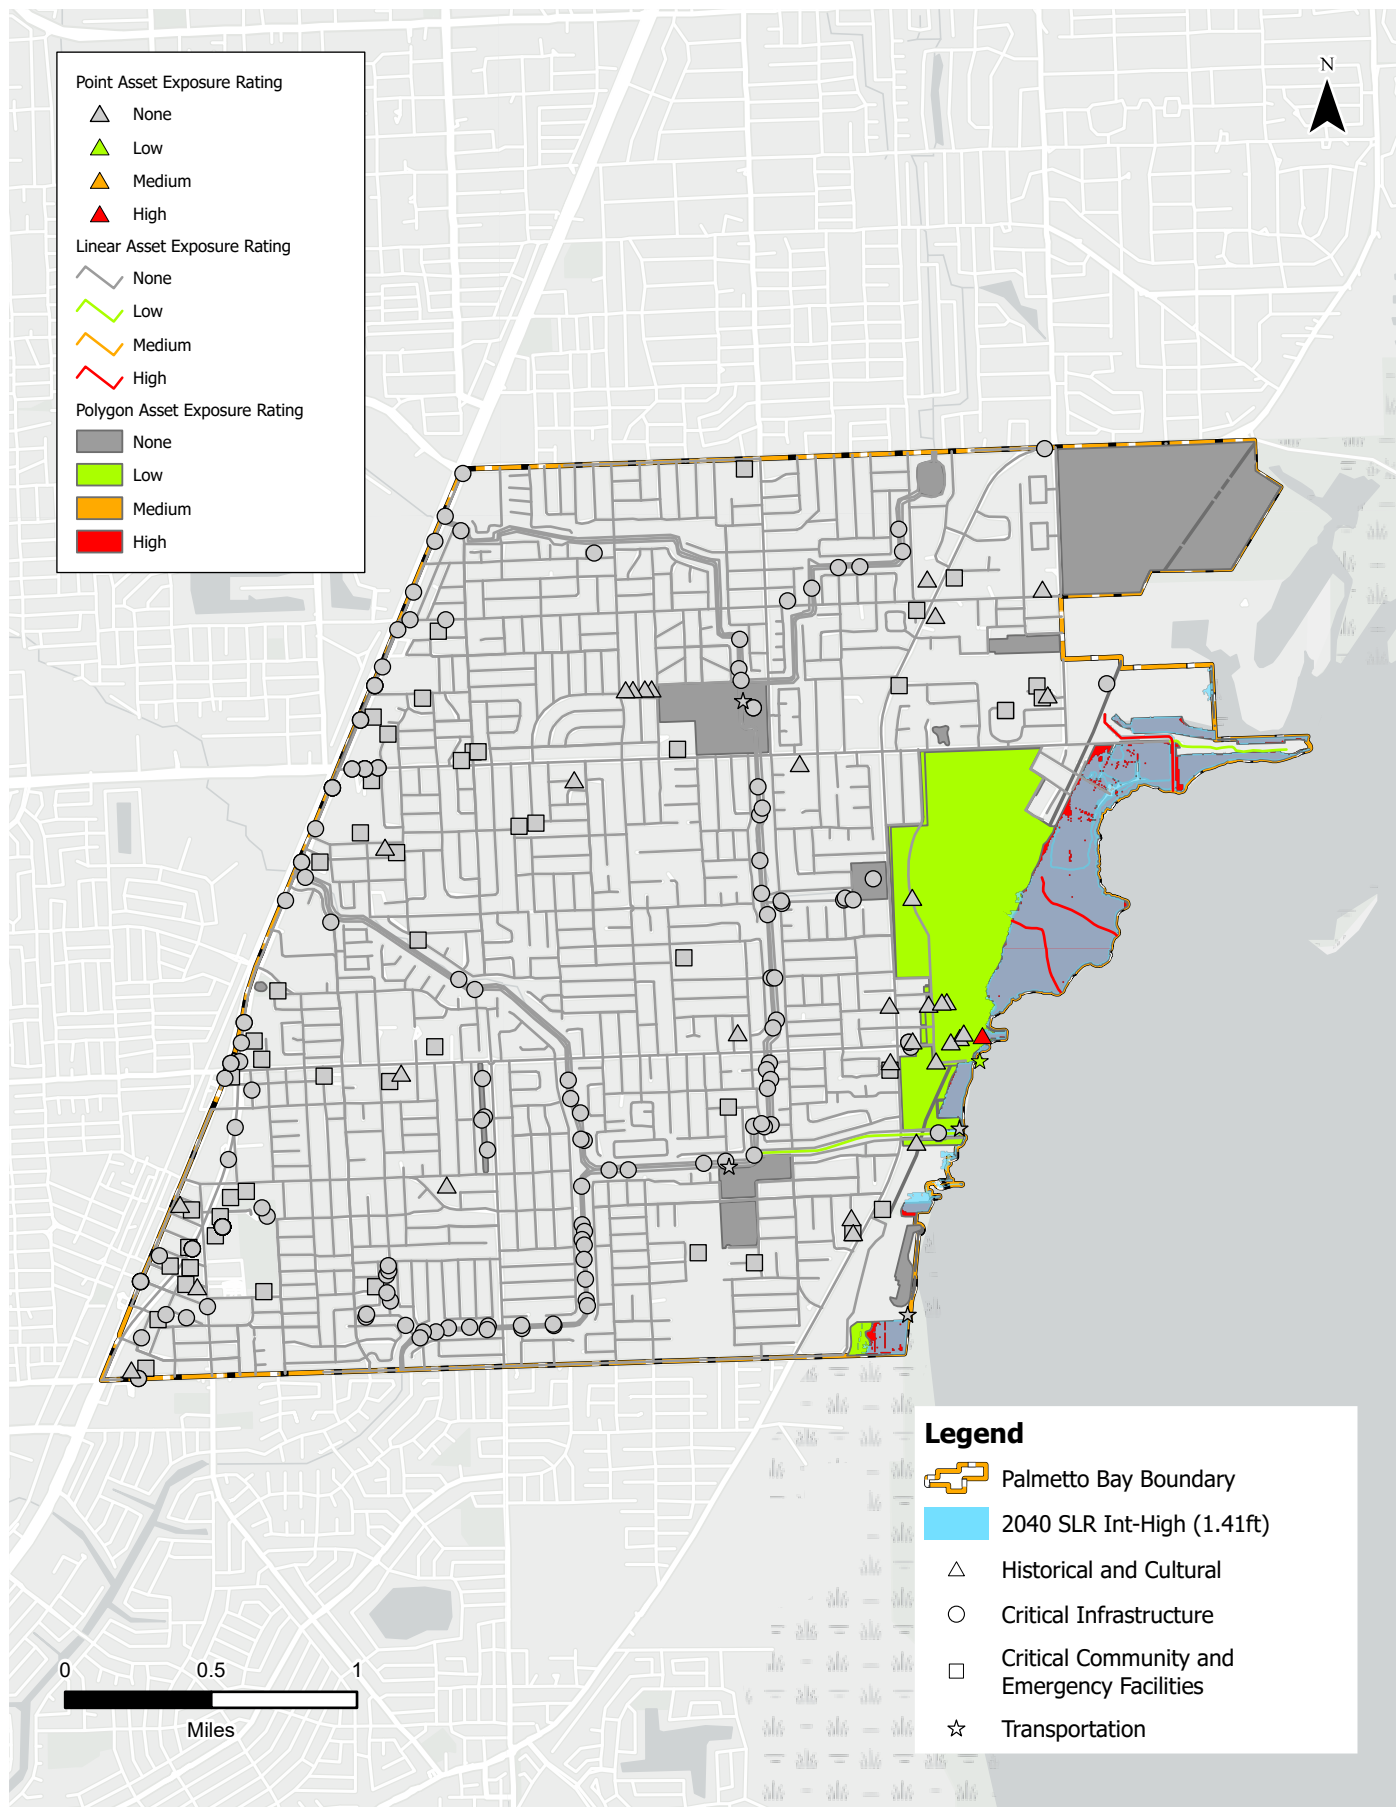 Point Asset Exposure Rating
None
Low
Medium
High
Linear Asset Exposure Rating
None
Low
Medium
High
Polygon Asset Exposure Rating
None
Low
Medium
High
N
Legend
Palmetto Bay Boundary
2040 SLR Int-High (1.41ft)
Historical and Cultural
Critical Infrastructure
Critical Community and
Emergency Facilities
Transportation
0 0.5 1
Miles